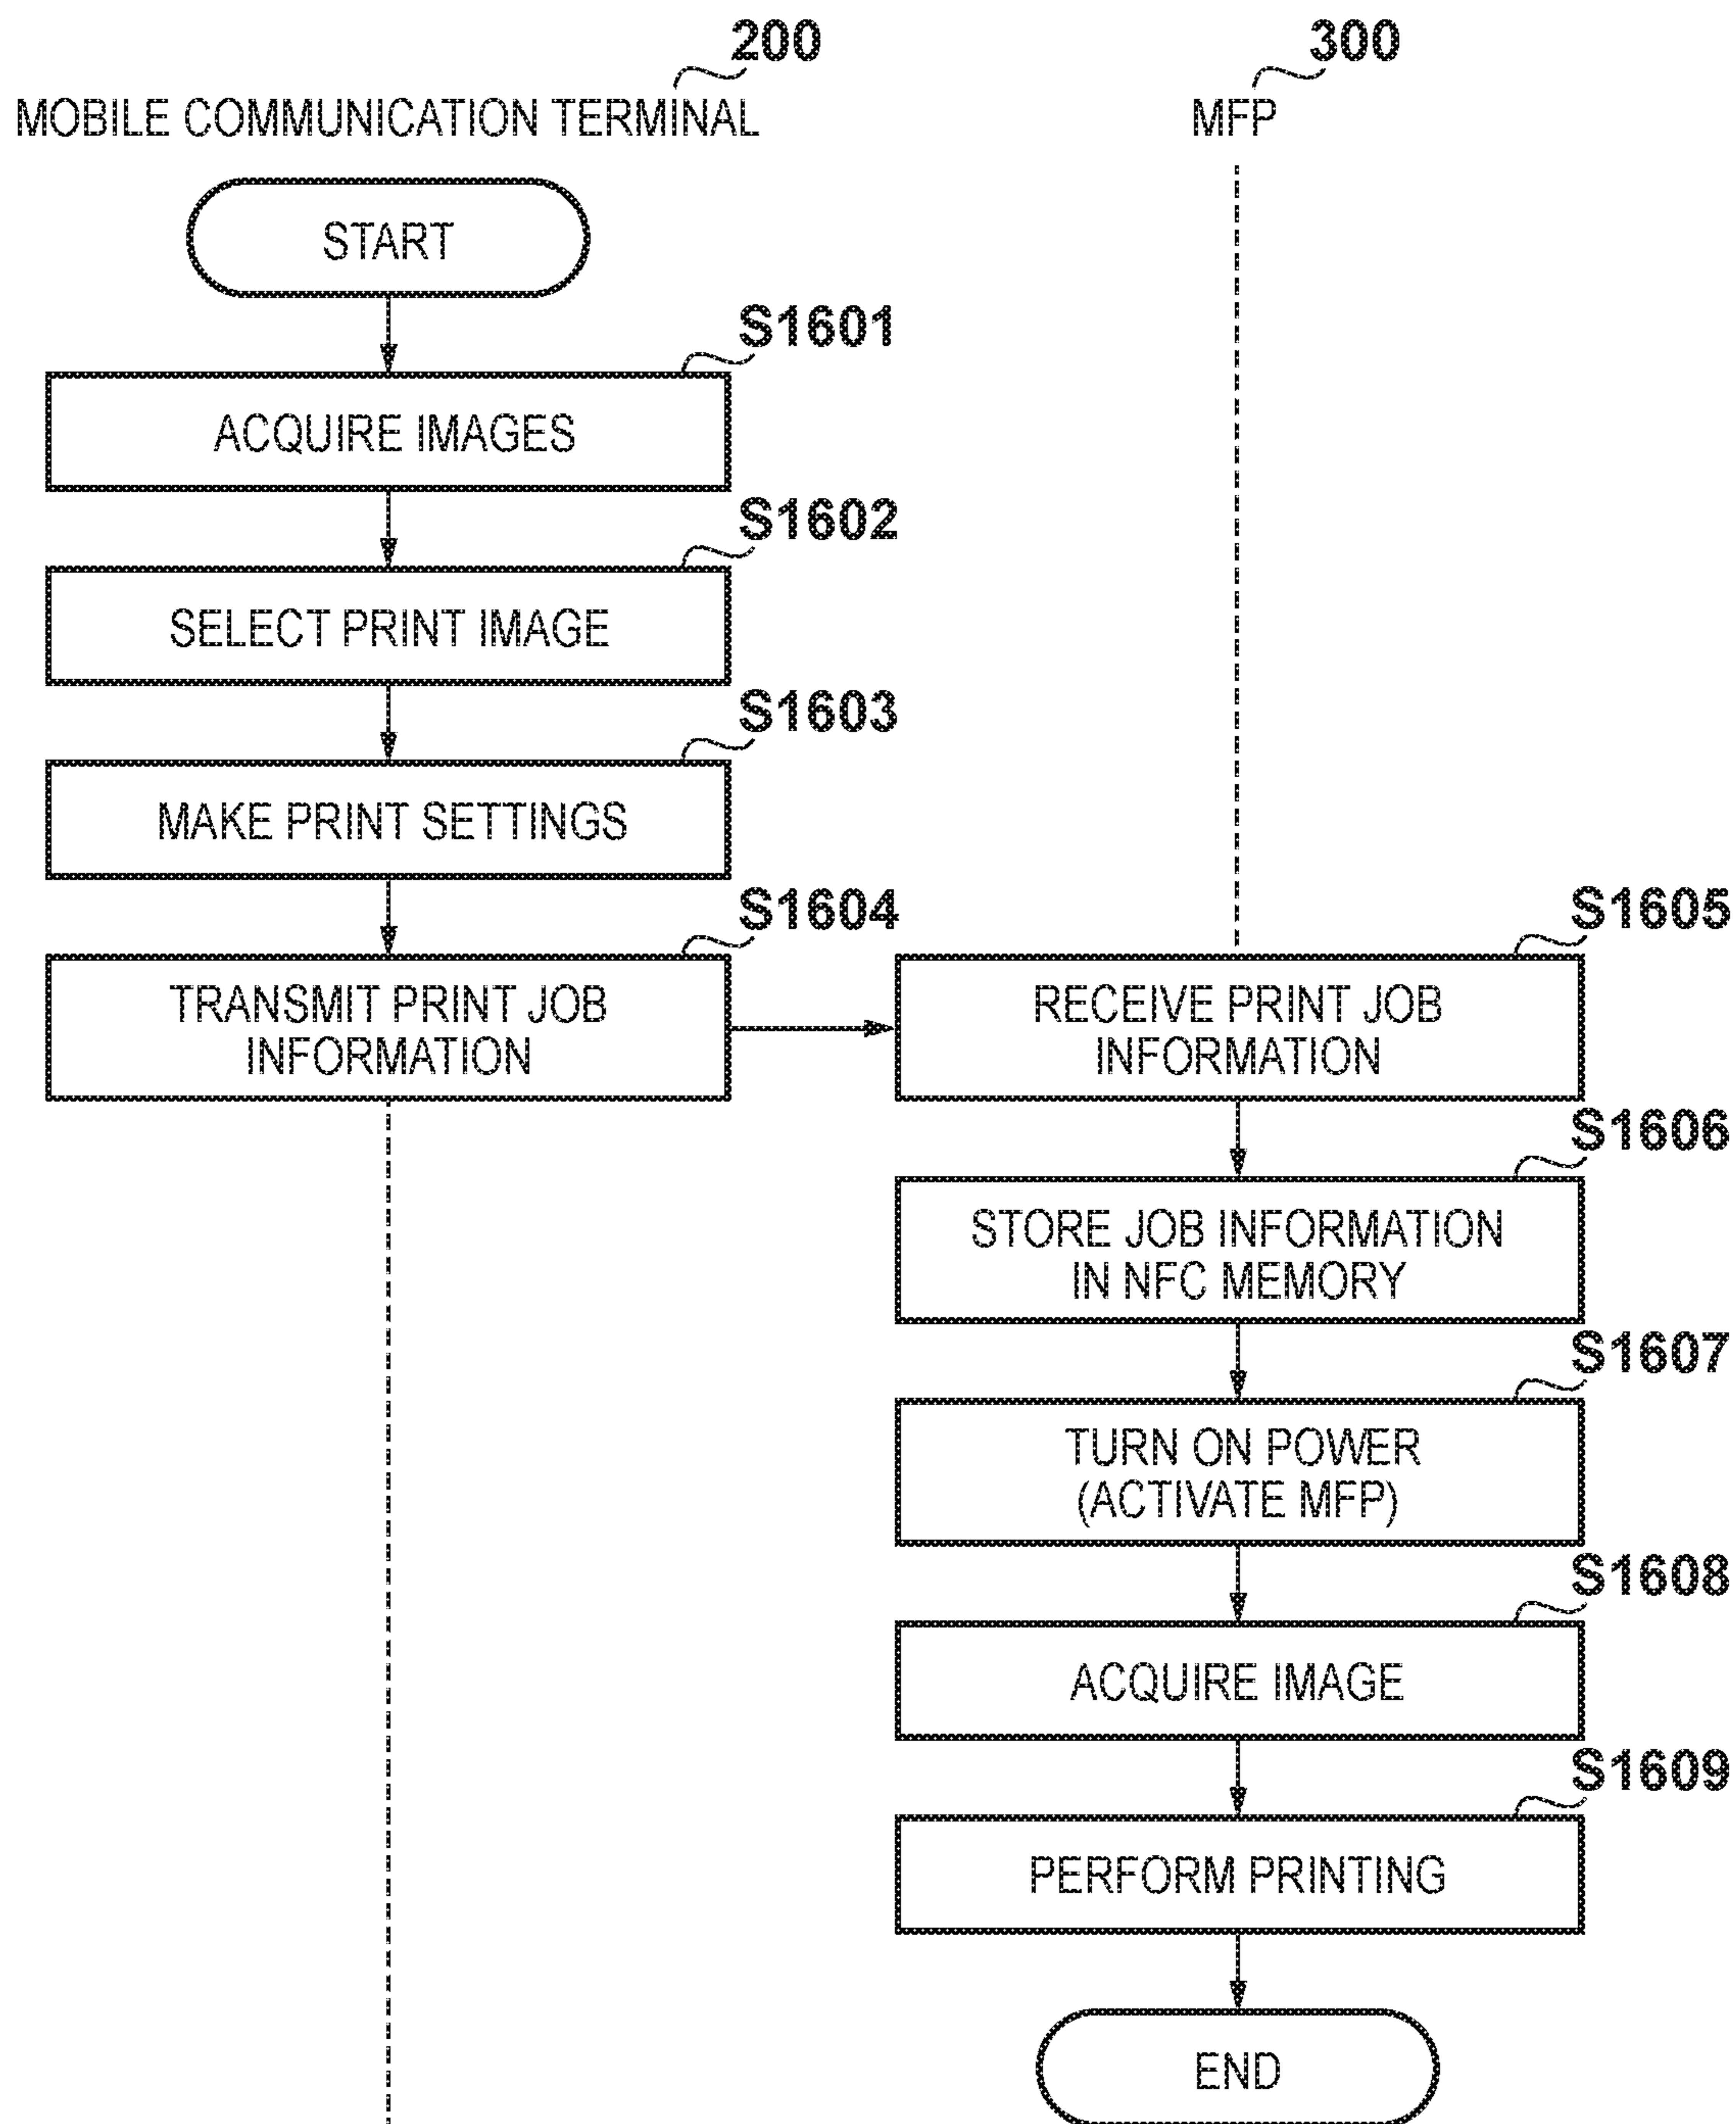 200
300
MOBILE COMMUNICATION TERMINAL
MFP
START
S1601
ACQUIRE IMAGES
S1602
SELECT PRINT IMAGE
S1603
MAKE PRINT SETTINGS
S1604
TRANSMIT PRINT JOB
INFORMATION
S1605
RECEIVE PRINT JOB
INFORMATION
S1606
STORE JOB INFORMATION
IN NFC MEMORY
S1607
TURN ON POWER
(ACTIVATE MFP)
S1608
ACQUIRE IMAGE
S1609
PERFORM PRINTING
END